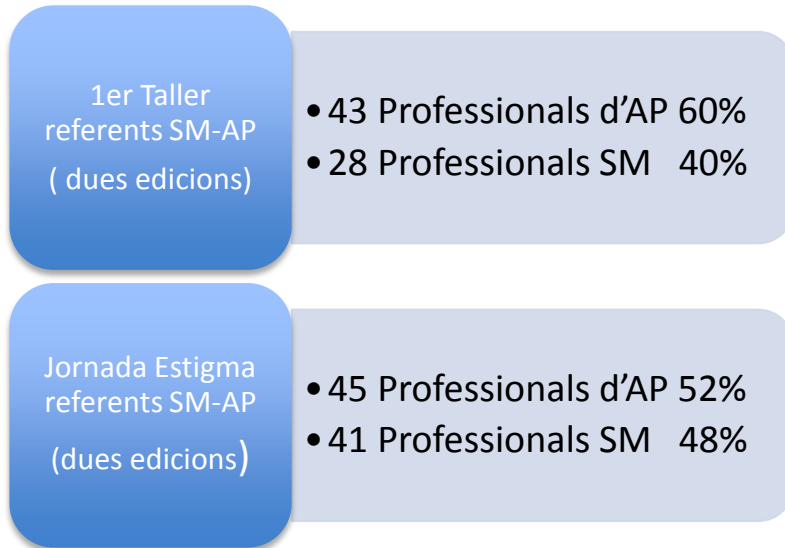 1er Taller
referents SM-AP
( dues edicions)
•43 Professionals d’AP 60%
•28 Professionals SM 40%
Jornada Estigma
referents SM-AP
(dues edicions)
•45 Professionals d’AP 52%
•41 Professionals SM 48%